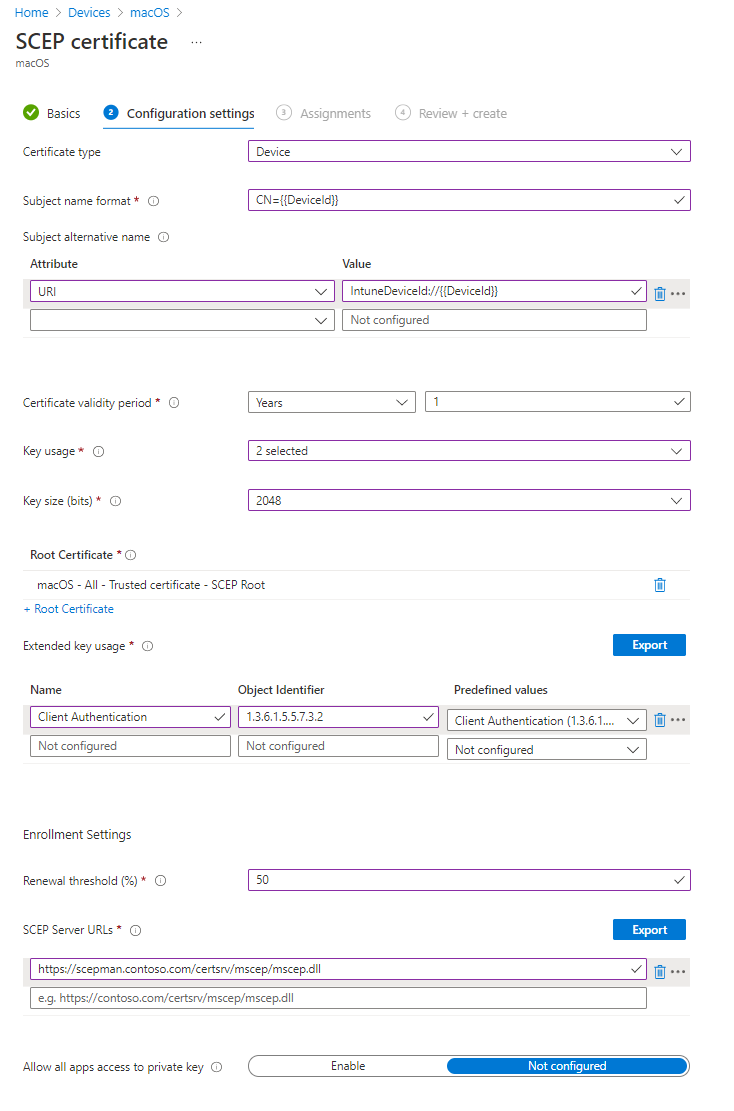 Home > Devices > macOS >
SCEP certificate ...
macOS
Basics 2 Configuration settings 3 Assignments 4 Review + create
Certificate type Device
Subject name format * CN={{DeviceId}}
Subject alternative name
Attribute Value
URI IntuneDeviceId://{{DeviceId}}
Not configured
Certificate validity period * Years 1
Key usage * 2 selected
Key size (bits) * 2048
Root Certificate *
macOS - All - Trusted certificate - SCEP Root
+ Root Certificate
Extended key usage * Export
Name Object Identifier Predefined values
Client Authentication 1.3.6.1.5.5.7.3.2 Client Authentication (1.3.6.1....
Not configured Not configured Not configured
Enrollment Settings
Renewal threshold (%) * 50
SCEP Server URLs * Export
https://scepman.contoso.com/certsrv/mscep/mscep.dll
e.g. https://contoso.com/certsrv/mscep/mscep.dll
Allow all apps access to private key Enable Not configured